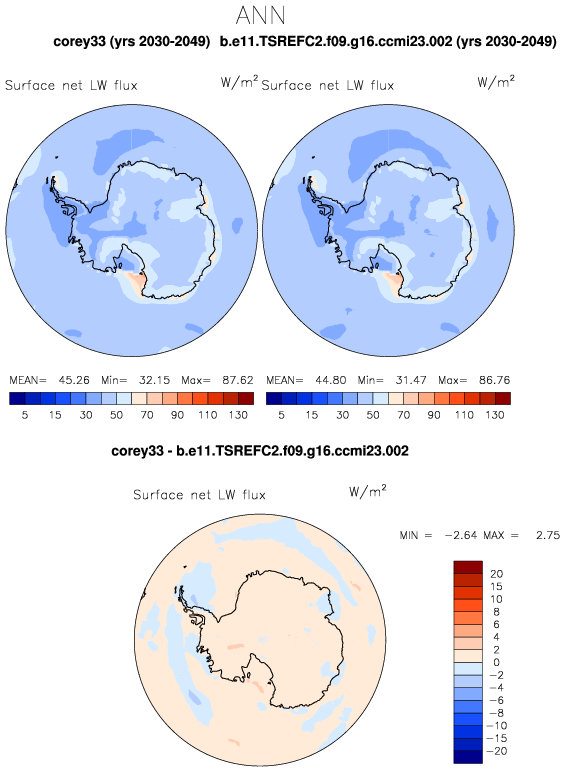 ANN
corey33 (yrs 2030-2049) b.e11.TSREFC2.f09.g16.ccmi23.002 (yrs 2030-2049)
Surface net LW flux W/m² Surface net LW flux W/m²
MEAN= 45.26 Min= 32.15 Max= 87.62 MEAN= 44.80 Min= 31.47 Max= 86.76
5 15 30 50 70 90 110 130 5 15 30 50 70 90 110 130
corey33 - b.e11.TSREFC2.f09.g16.ccmi23.002
Surface net LW flux W/m²
MIN = -2.64 MAX = 2.75
20
15
10
8
6
4
2
0
-2
-4
-6
-8
-10
-15
-20